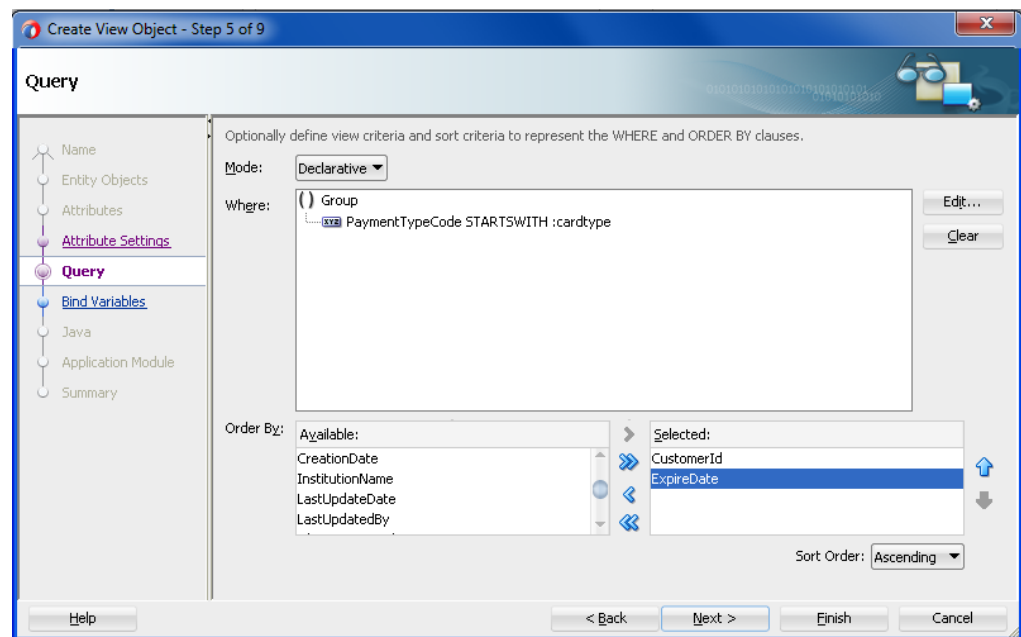 Create View Object - Step 5 of 9
Query
Name
Entity Objects
Attributes
Attribute Settings
Query
Bind Variables
Java
Application Module
Summary
Optionally define view criteria and sort criteria to represent the WHERE and ORDER BY clauses.
Mode: Declarative
Where:
( ) Group
XYZ PaymentTypeCode STARTSWITH :cardtype
Edit...
Clear
Order By:
Available:
CreationDate
InstitutionName
LastUpdateDate
LastUpdatedBy
Selected:
CustomerId
ExpireDate
Sort Order: Ascending
Help
< Back
Next >
Finish
Cancel